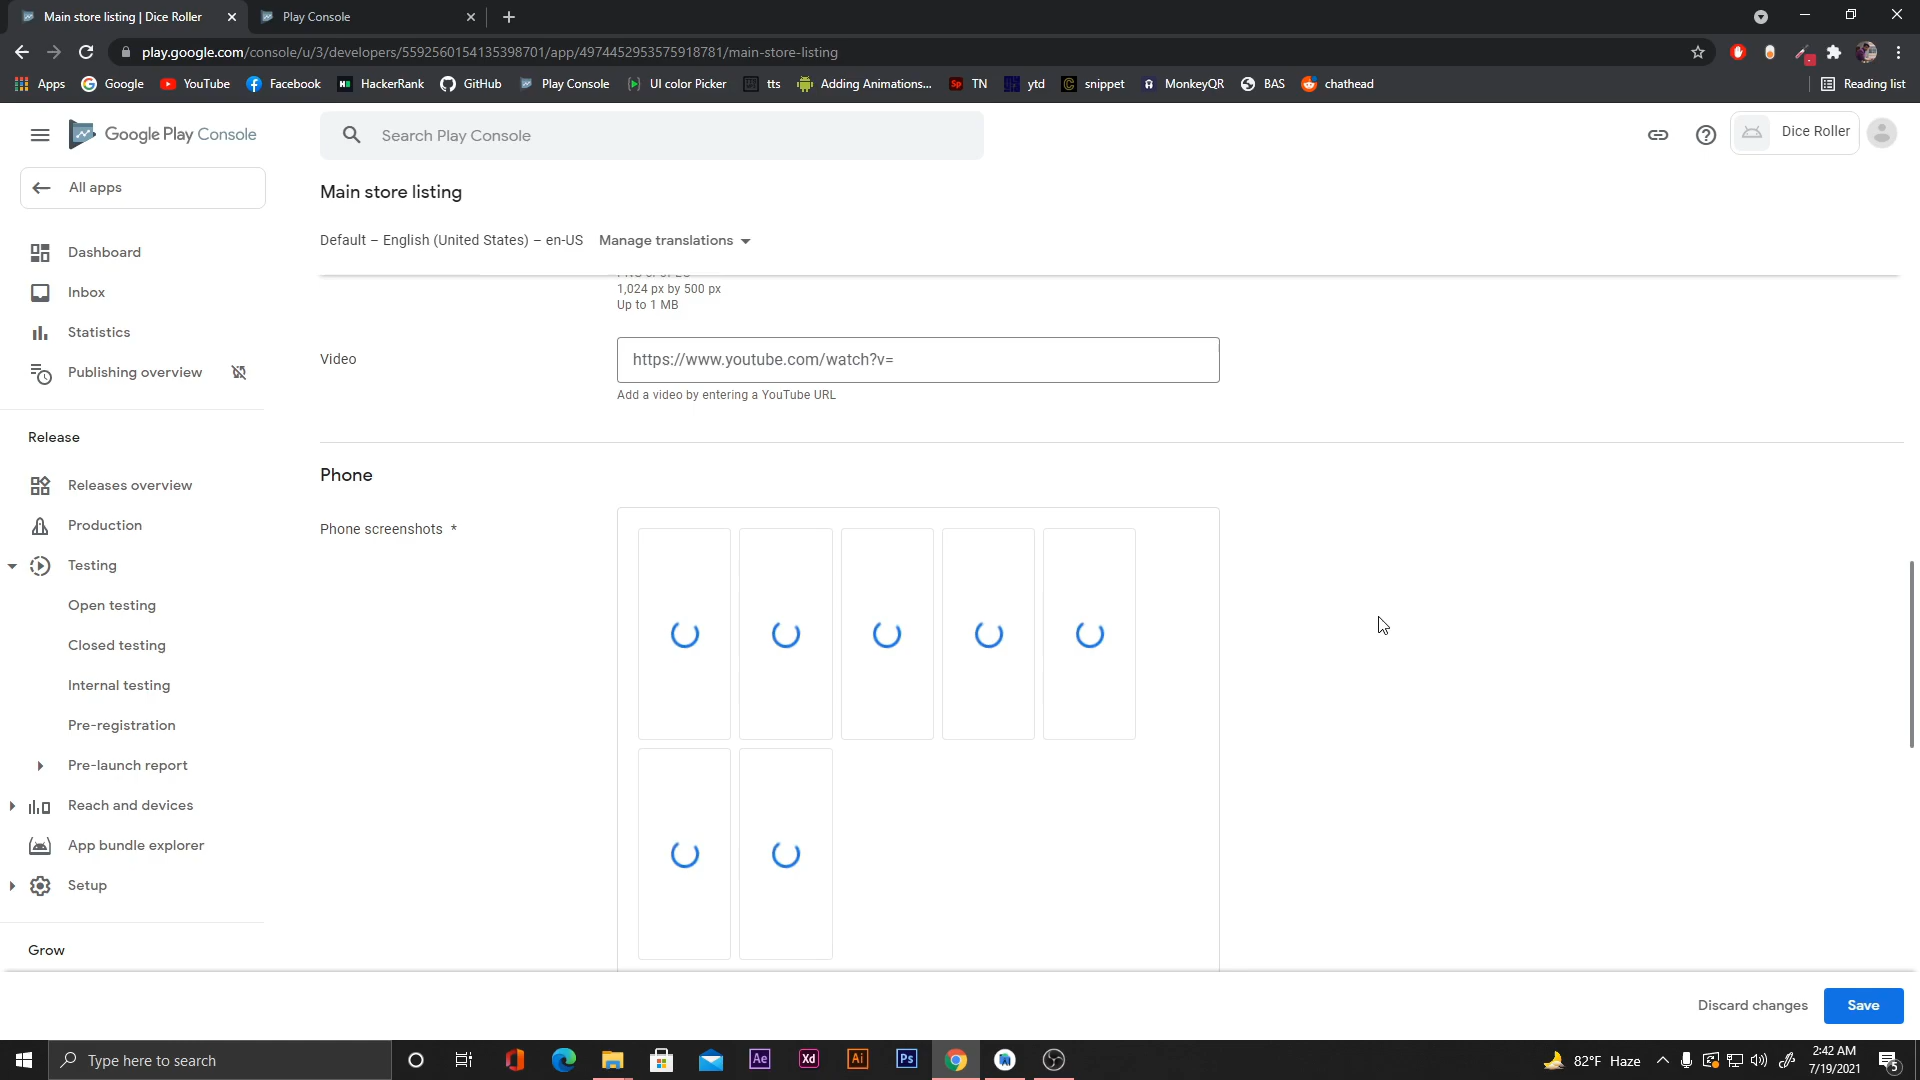 Main store listing | Dice Roller
Play Console
play.google.com/console/u/3/developers/5592560154135398701/app/4974452953575918781/main-store-listing
Apps
Google
YouTube
Facebook
HackerRank
GitHub
Play Console
UI color Picker
tts
Adding Animations...
TN
ytd
snippet
MonkeyQR
BAS
chathead
Reading list
Google Play Console
Search Play Console
Dice Roller
All apps
Main store listing
Default – English (United States) – en-US
Manage translations
Dashboard
Inbox
Statistics
Publishing overview
Release
Releases overview
Production
Testing
Open testing
Closed testing
Internal testing
Pre-registration
Pre-launch report
Reach and devices
App bundle explorer
Setup
Grow
1,024 px by 500 px
Up to 1 MB
Video
https://www.youtube.com/watch?v=
Add a video by entering a YouTube URL
Phone
Phone screenshots *
Discard changes
Save
Type here to search
Ae
Xd
Ai
Ps
82°F Haze
2:42 AM
7/19/2021
5